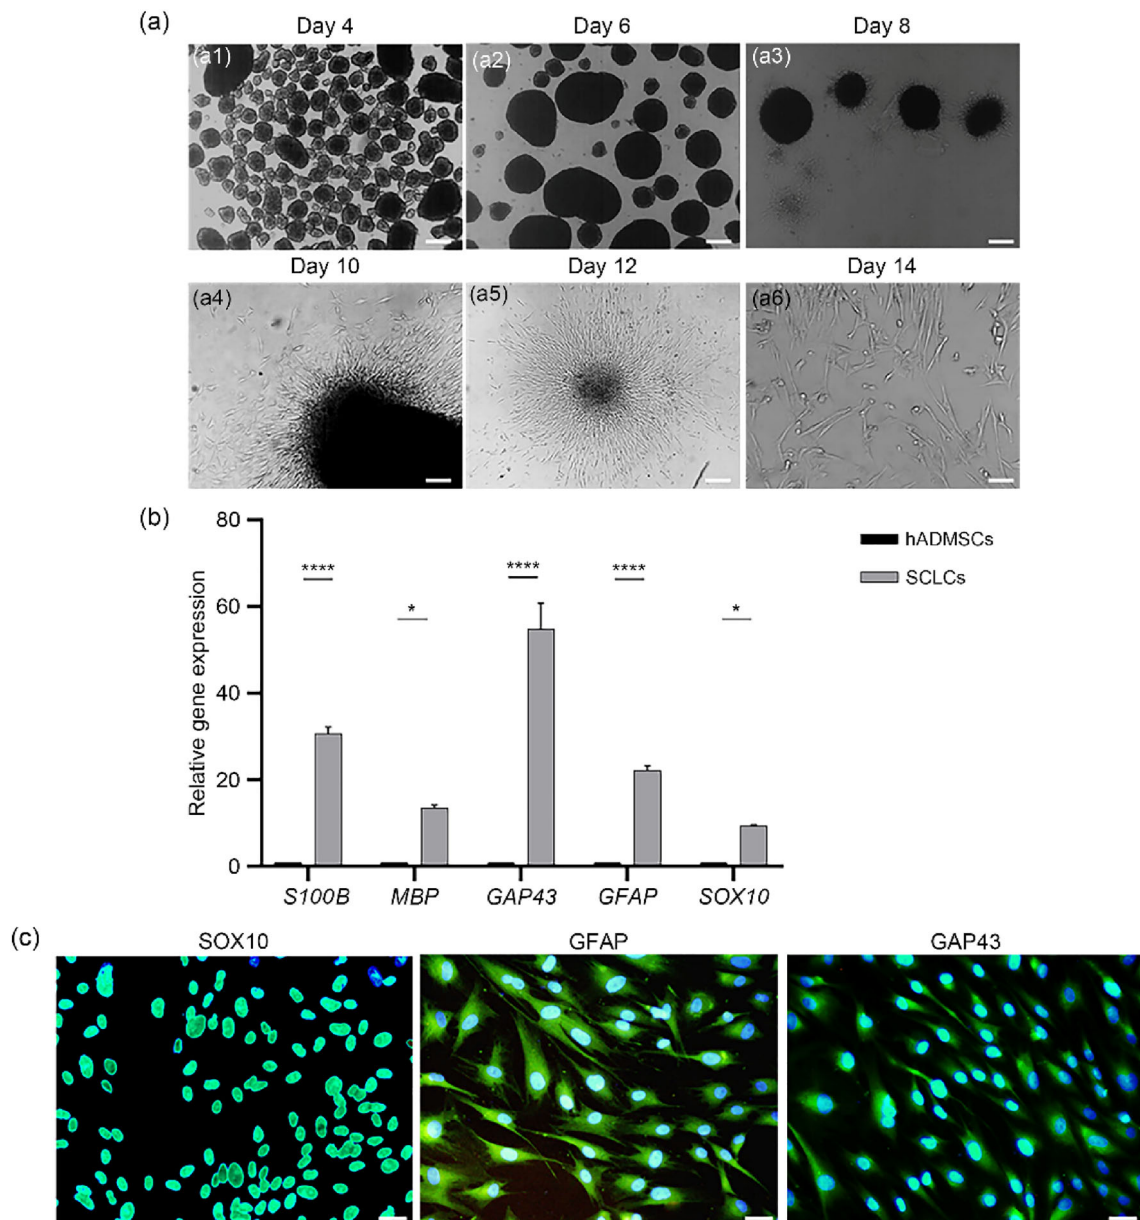 (a)
Day 4 Day 6 Day 8
(a1) (a2) (a3)
Day 10 Day 12 Day 14
(a4) (a5) (a6)
(b)
80
60
40
20
0
Relative gene expression
**** * **** **** *
hADMSCs
SCLCs
S100B MBP GAP43 GFAP SOX10
(c)
SOX10 GFAP GAP43